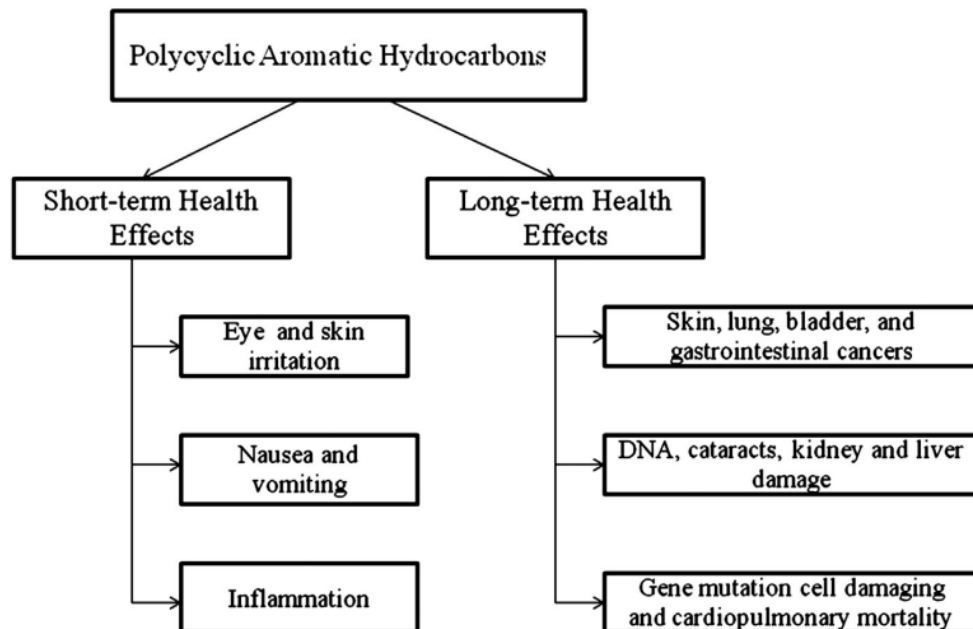 Polycyclic Aromatic Hydrocarbons
Short-term Health
Effects
Long-term Health
Effects
Eye and skin
irritation
Skin, lung, bladder, and
gastrointestinal cancers
Nausea and
vomiting
DNA, cataracts, kidney and liver
damage
Inflammation
Gene mutation cell damaging
and cardiopulmonary mortality